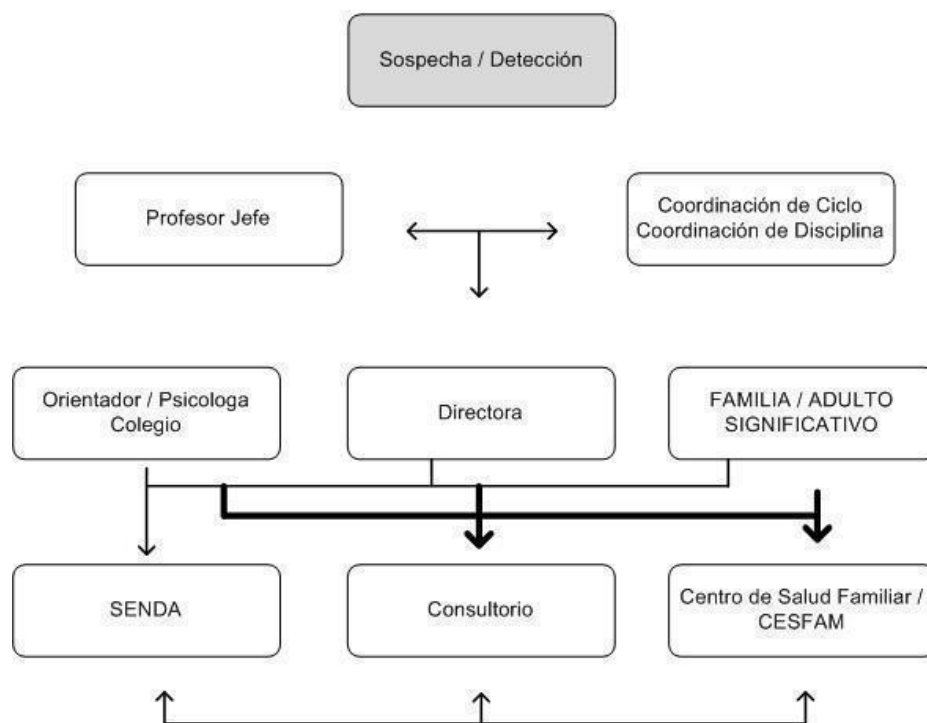 Sospecha / Detección
Profesor Jefe
Coordinación de Ciclo
Coordinación de Disciplina
Orientador / Psicologa
Colegio
Directora
FAMILIA / ADULTO
SIGNIFICATIVO
SENDA
Consultorio
Centro de Salud Familiar /
CESFAM